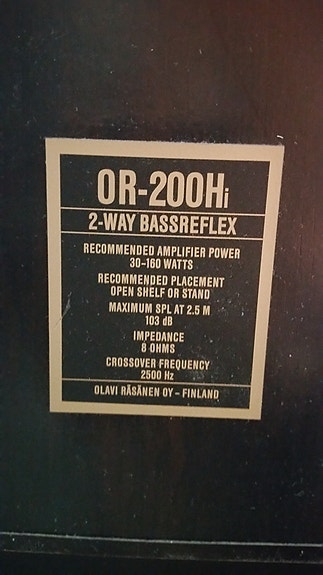 OR-200Hi
2-WAY BASSREFLEX
RECOMMENDED AMPLIFIER POWER
30-160 WATTS
RECOMMENDED PLACEMENT
OPEN SHELF OR STAND
MAXIMUM SPL AT 2.5 M
103 dB
IMPEDANCE
8 OHMS
CROSSOVER FREQUENCY
2500 Hz
OLAVI RÄSÄNEN OY - FINLAND